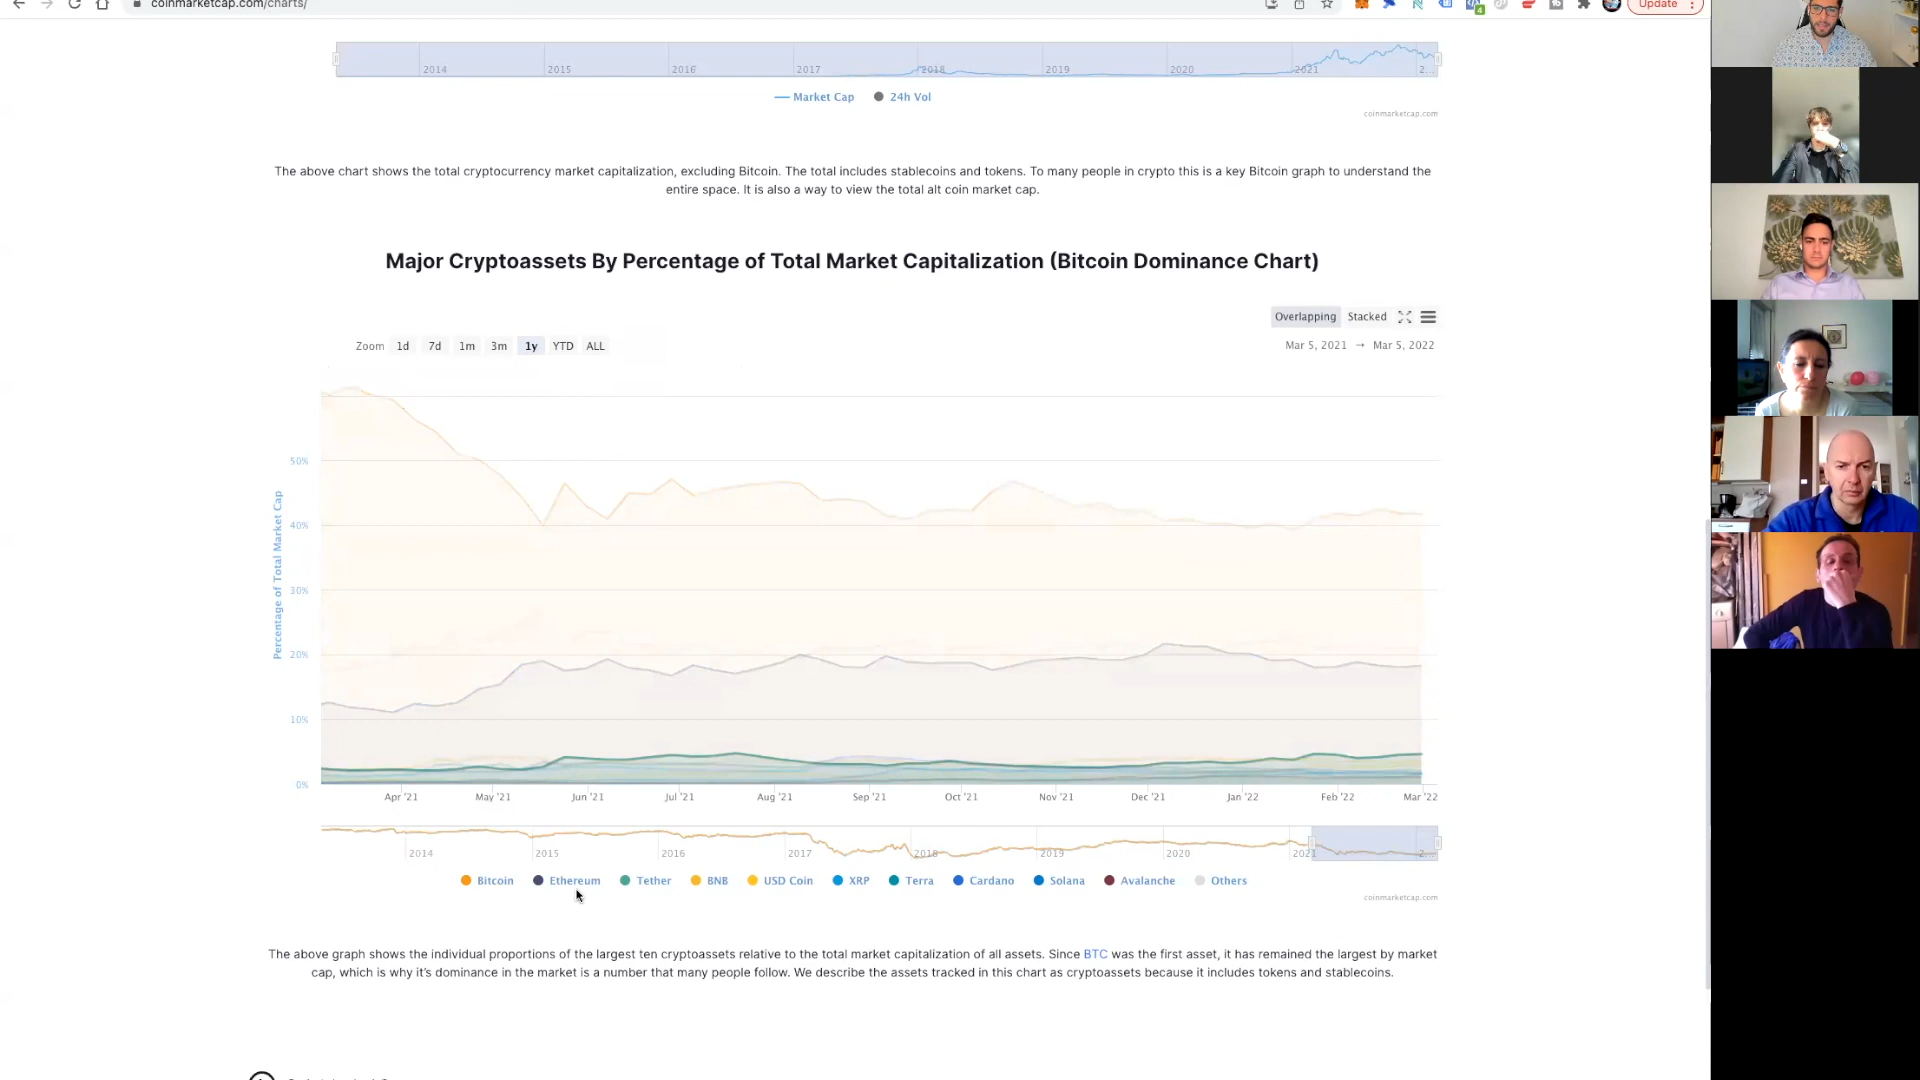 coinmarketcap.com/charts/
4
Update
2014 2015 2016 2017 2018 2019 2020 2021 2...
Market Cap 24h Vol
coinmarketcap.com
The above chart shows the total cryptocurrency market capitalization, excluding Bitcoin. The total includes stablecoins and tokens. To many people in crypto this is a key Bitcoin graph to understand the
entire space. It is also a way to view the total alt coin market cap.
Major Cryptoassets By Percentage of Total Market Capitalization (Bitcoin Dominance Chart)
Overlapping Stacked
Zoom 1d 7d 1m 3m 1y YTD ALL
Mar 5, 2021 → Mar 5, 2022
Percentage of Total Market Cap
50%
40%
30%
20%
10%
0%
Apr '21 May '21 Jun '21 Jul '21 Aug '21 Sep '21 Oct '21 Nov '21 Dec '21 Jan '22 Feb '22 Mar '22
2014 2015 2016 2017 2018 2019 2020 2021 2...
Bitcoin Ethereum Tether BNB USD Coin XRP Terra Cardano Solana Avalanche Others
coinmarketcap.com
The above graph shows the individual proportions of the largest ten cryptoassets relative to the total market capitalization of all assets. Since BTC was the first asset, it has remained the largest by market
cap, which is why it's dominance in the market is a number that many people follow. We describe the assets tracked in this chart as cryptoassets because it includes tokens and stablecoins.